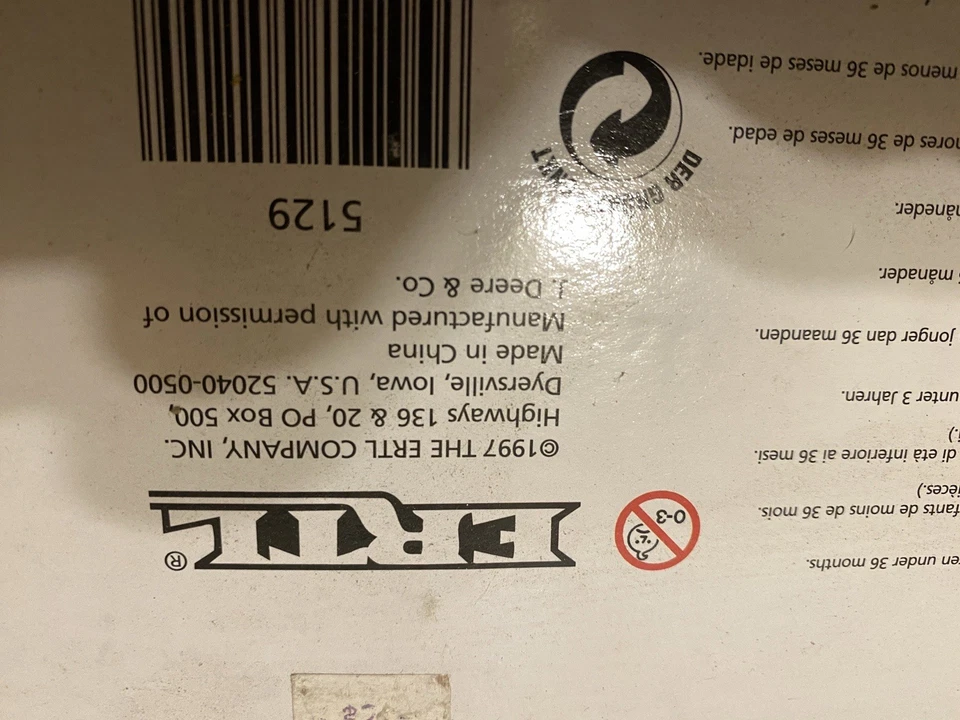 en under 36 months.
fants de moins de 36 mois.
ièces.)
di età inferiore ai 36 mesi.
i.)
unter 3 Jahren.
jonger dan 36 maanden.
månader.
måneder.
nores de 36 meses de edad.
menos de 36 meses de idade.
0-3
ERTL®
©1997 THE ERTL COMPANY, INC.
Highways 136 & 20, PO Box 500,
Dyersville, Iowa, U.S.A. 52040-0500
Made in China
Manufactured with permission of
J. Deere & Co.
5129
DER